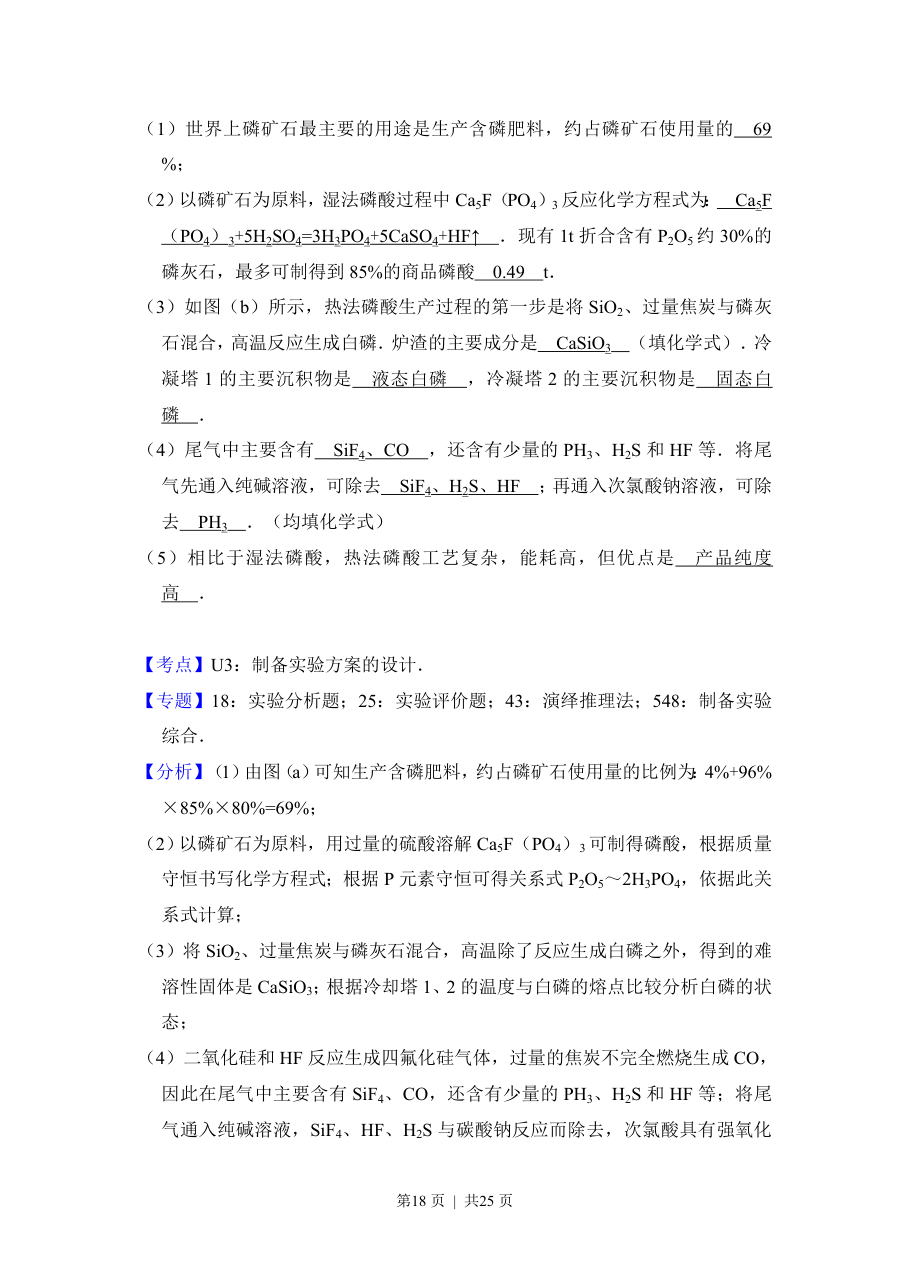 （1）世界上磷矿石最主要的用途是生产含磷肥料，约占磷矿石使用量的 69
%；
（2）以磷矿石为原料，湿法磷酸过程中 Ca₅F（PO₄）₃反应化学方程式为： Ca₅F
（PO₄）₃+5H₂SO₄=3H₃PO₄+5CaSO₄+HF↑ ．现有 1t 折合含有 P₂O₅ 约 30%的
磷灰石，最多可制得到 85%的商品磷酸 0.49 t．
（3）如图（b）所示，热法磷酸生产过程的第一步是将 SiO₂、过量焦炭与磷灰
石混合，高温反应生成白磷．炉渣的主要成分是 CaSiO₃ （填化学式）．冷
凝塔 1 的主要沉积物是 液态白磷 ，冷凝塔 2 的主要沉积物是 固态白
磷 ．
（4）尾气中主要含有 SiF₄、CO ，还含有少量的 PH₃、H₂S 和 HF 等．将尾
气先通入纯碱溶液，可除去 SiF₄、H₂S、HF ；再通入次氯酸钠溶液，可除
去 PH₃ ．（均填化学式）
（5）相比于湿法磷酸，热法磷酸工艺复杂，能耗高，但优点是 产品纯度
高 ．
【考点】U3：制备实验方案的设计．
【专题】18：实验分析题；25：实验评价题；43：演绎推理法；548：制备实验
综合．
【分析】（1）由图（a）可知生产含磷肥料，约占磷矿石使用量的比例为：4%+96%
×85%×80%=69%；
（2）以磷矿石为原料，用过量的硫酸溶解 Ca₅F（PO₄）₃可制得磷酸，根据质量
守恒书写化学方程式；根据 P 元素守恒可得关系式 P₂O₅～2H₃PO₄，依据此关
系式计算；
（3）将 SiO₂、过量焦炭与磷灰石混合，高温除了反应生成白磷之外，得到的难
溶性固体是 CaSiO₃；根据冷却塔 1、2 的温度与白磷的熔点比较分析白磷的状
态；
（4）二氧化硅和 HF 反应生成四氟化硅气体，过量的焦炭不完全燃烧生成 CO，
因此在尾气中主要含有 SiF₄、CO，还含有少量的 PH₃、H₂S 和 HF 等；将尾
气通入纯碱溶液，SiF₄、HF、H₂S 与碳酸钠反应而除去，次氯酸具有强氧化
第18 页 | 共25 页